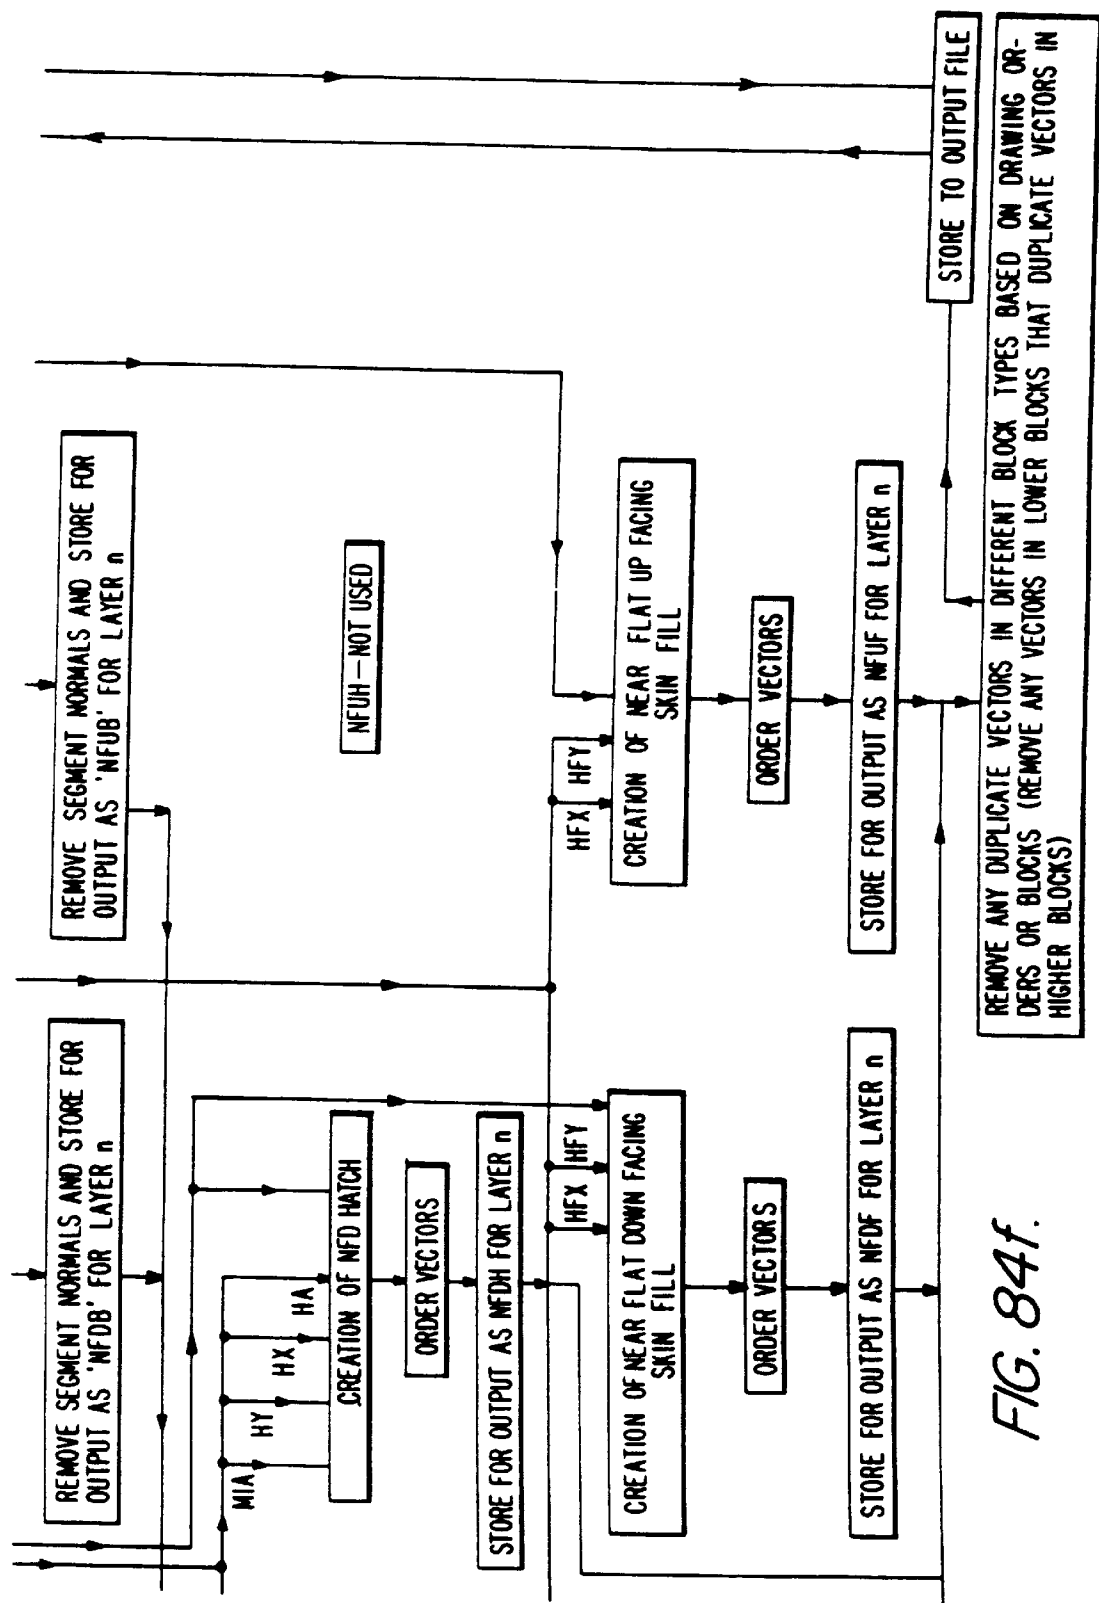 REMOVE SEGMENT NORMALS AND STORE FOR
OUTPUT AS 'NFDB' FOR LAYER n
REMOVE SEGMENT NORMALS AND STORE FOR
OUTPUT AS 'NFUB' FOR LAYER n
MIA
HY
HX
HA
CREATION OF NFD HATCH
NFUH—NOT USED
ORDER VECTORS
STORE FOR OUTPUT AS NFDH FOR LAYER n
HFX
HFY
HFX
HFY
CREATION OF NEAR FLAT DOWN FACING
SKIN FILL
CREATION OF NEAR FLAT UP FACING
SKIN FILL
ORDER VECTORS
ORDER VECTORS
STORE FOR OUTPUT AS NFDF FOR LAYER n
STORE FOR OUTPUT AS NFUF FOR LAYER n
STORE TO OUTPUT FILE
REMOVE ANY DUPLICATE VECTORS IN DIFFERENT BLOCK TYPES BASED ON DRAWING OR-
DERS OR BLOCKS (REMOVE ANY VECTORS IN LOWER BLOCKS THAT DUPLICATE VECTORS IN
HIGHER BLOCKS)
FIG. 84f.